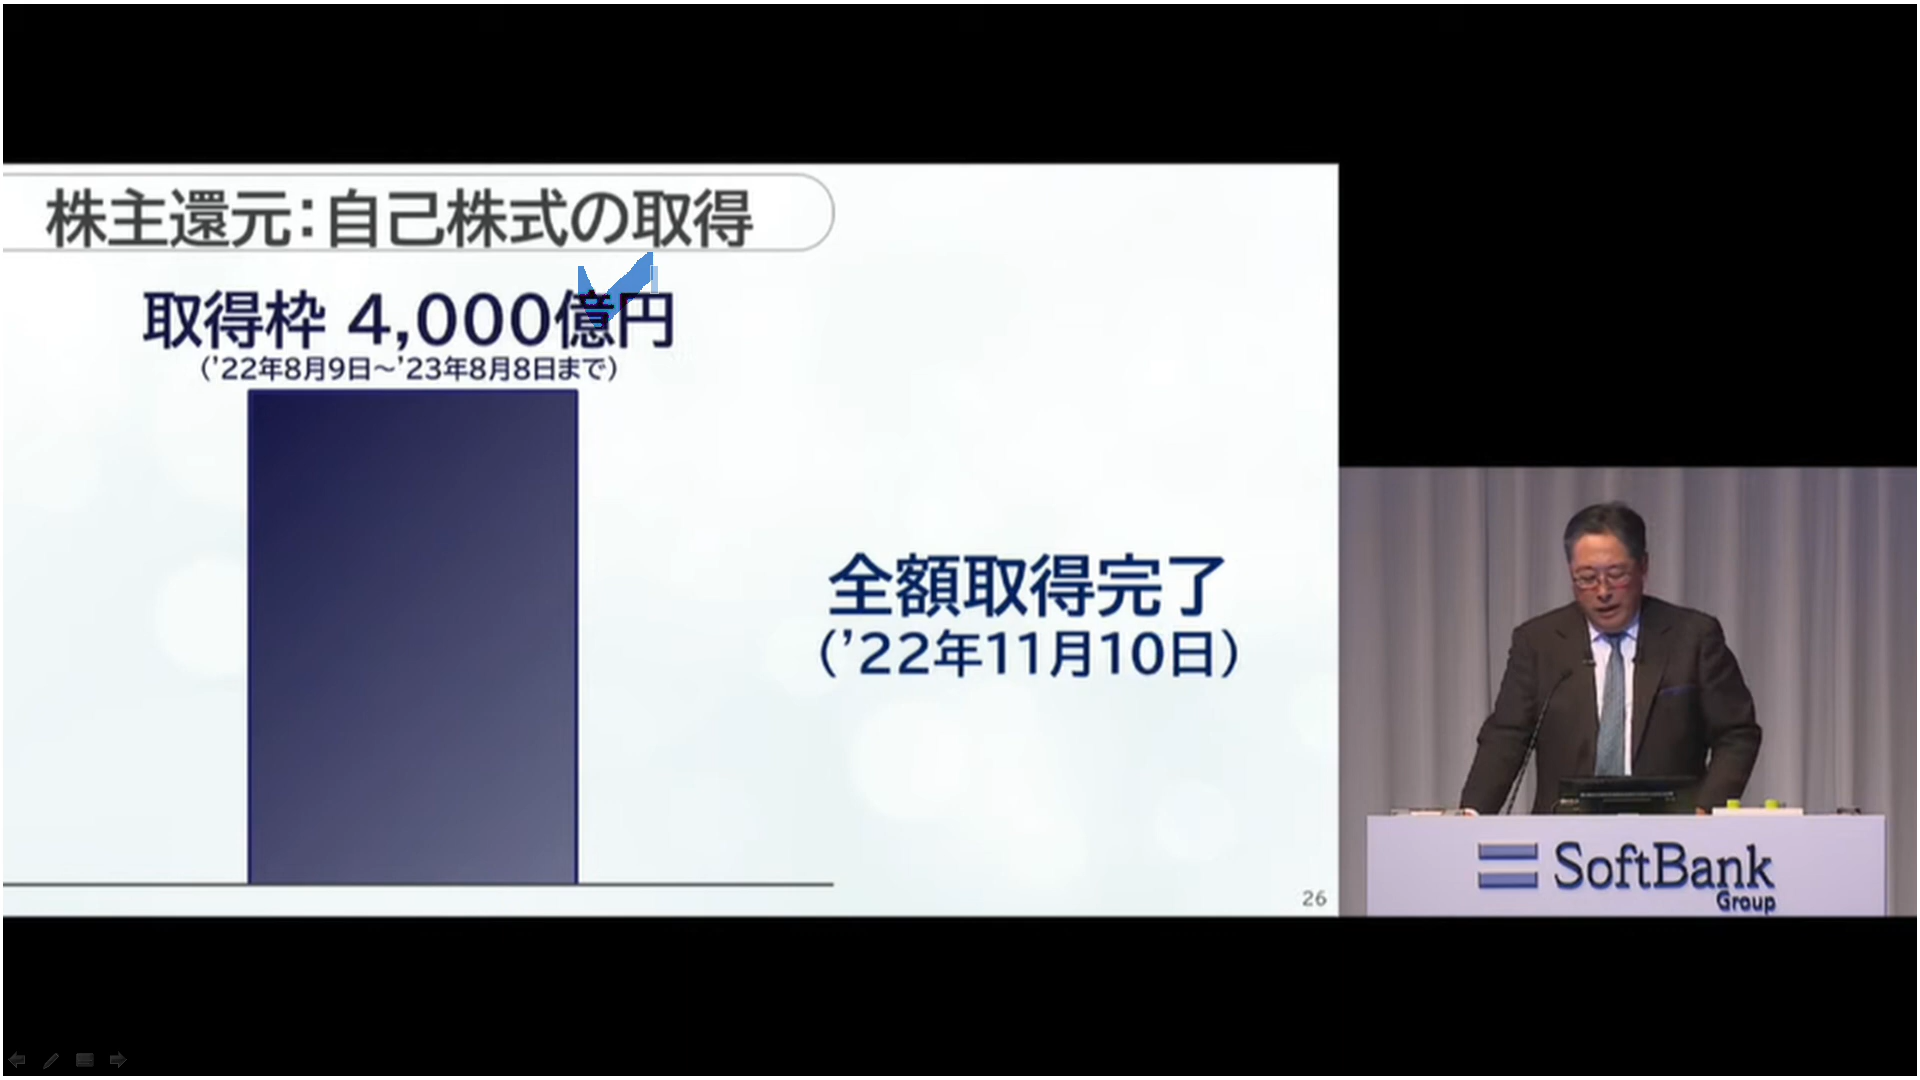 株主還元:自己株式の取得
取得枠 4,000億円
('22年8月9日~'23年8月8日まで)
全額取得完了
('22年11月10日)
26
SoftBank
Group